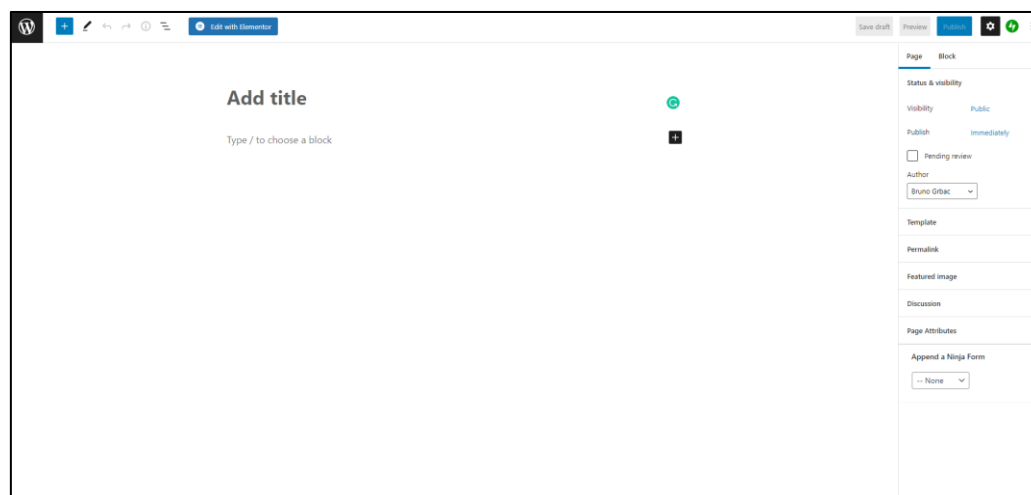 Edit with Elementor
Save draft Preview Publish
Add title
Type / to choose a block
Page Block
Status & visibility
Visibility Public
Publish Immediately
Pending review
Author
Bruno Grbac
Template
Permalink
Featured image
Discussion
Page Attributes
Append a Ninja Form
-- None